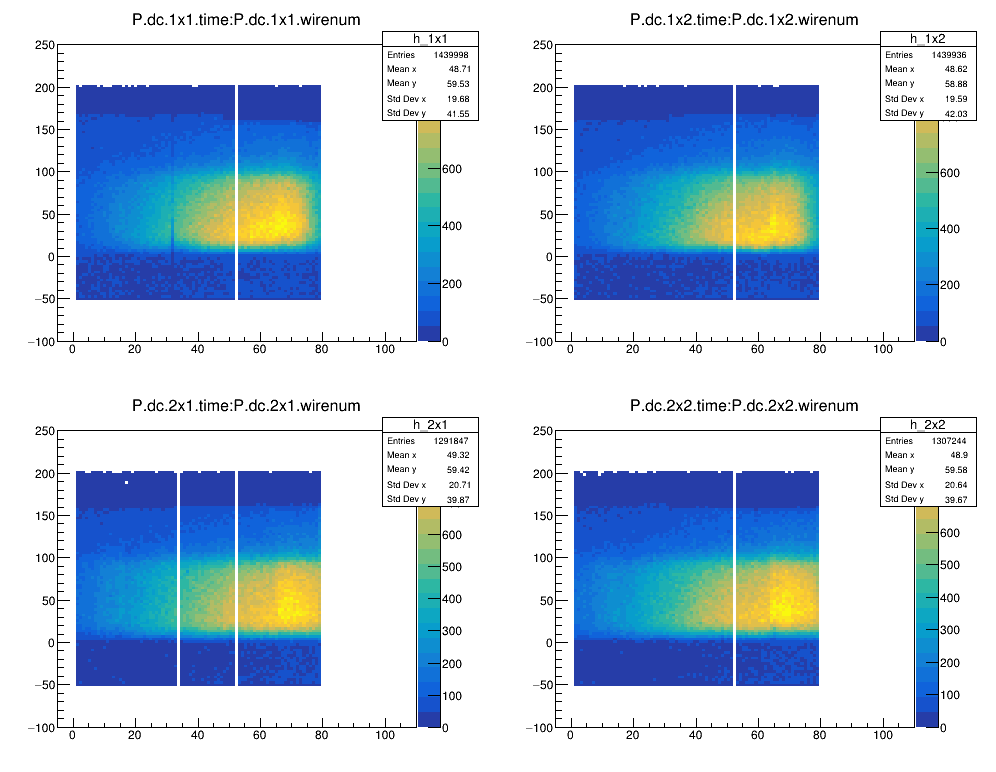 P.dc.1x1.time:P.dc.1x1.wirenum
h_1x1
Entries 1439998
Mean x 48.71
Mean y 59.53
Std Dev x 19.68
Std Dev y 41.55
250
200
150
100
50
0
−50
−100
0 20 40 60 80 100
600
400
200
0
P.dc.1x2.time:P.dc.1x2.wirenum
h_1x2
Entries 1439936
Mean x 48.62
Mean y 58.88
Std Dev x 19.59
Std Dev y 42.03
250
200
150
100
50
0
−50
−100
0 20 40 60 80 100
600
400
200
0
P.dc.2x1.time:P.dc.2x1.wirenum
h_2x1
Entries 1291847
Mean x 49.32
Mean y 59.42
Std Dev x 20.71
Std Dev y 39.87
250
200
150
100
50
0
−50
−100
0 20 40 60 80 100
600
500
400
300
200
100
0
P.dc.2x2.time:P.dc.2x2.wirenum
h_2x2
Entries 1307244
Mean x 48.9
Mean y 59.58
Std Dev x 20.64
Std Dev y 39.67
250
200
150
100
50
0
−50
−100
0 20 40 60 80 100
600
500
400
300
200
100
0